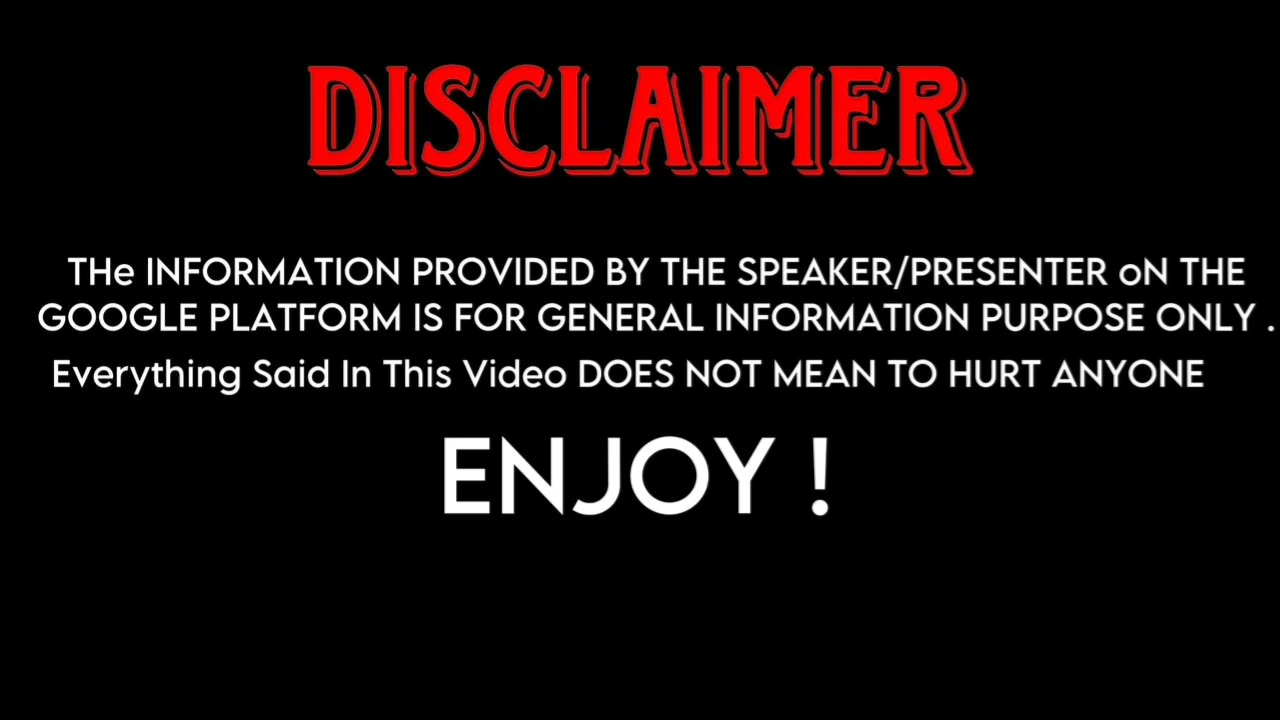 DISCLAIMER
THe INFORMATION PROVIDED BY THE SPEAKER/PRESENTER oN THE
GOOGLE PLATFORM IS FOR GENERAL INFORMATION PURPOSE ONLY .
Everything Said In This Video DOES NOT MEAN TO HURT ANYONE
ENJOY !